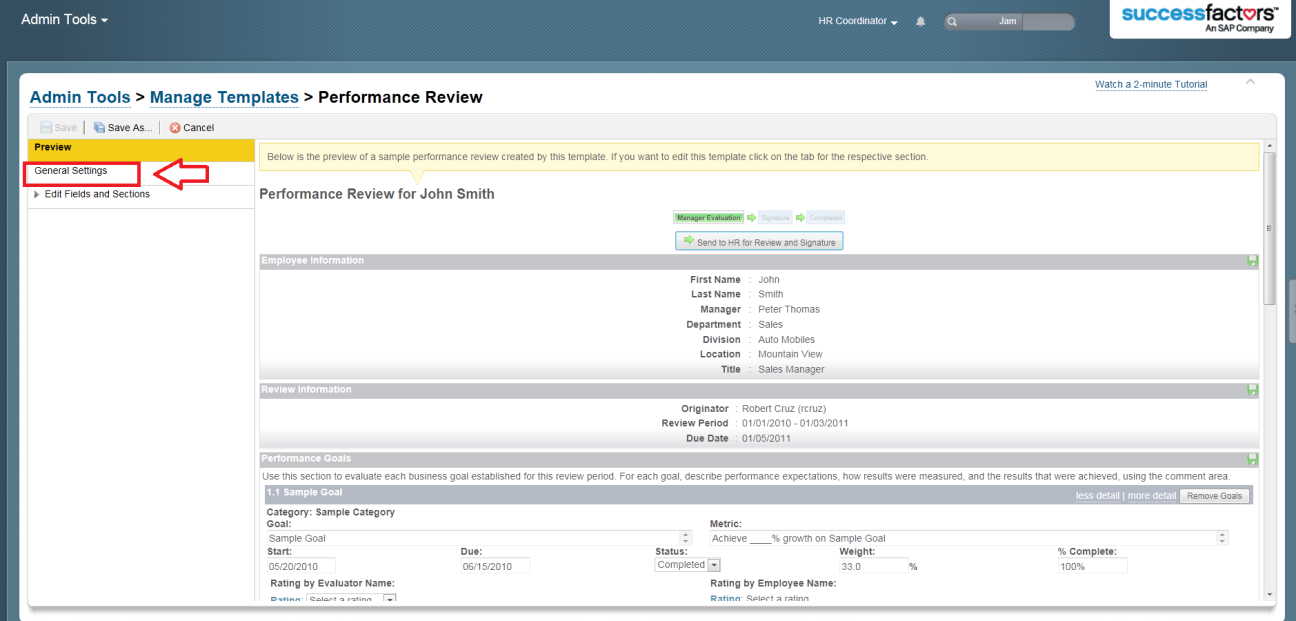 Admin Tools
HR Coordinator
Jam
successfactors™
An SAP Company
Watch a 2-minute Tutorial
Admin Tools > Manage Templates > Performance Review
Save | Save As... | Cancel
Preview
General Settings
Edit Fields and Sections
Below is the preview of a sample performance review created by this template. If you want to edit this template click on the tab for the respective section.
Performance Review for John Smith
Manager Evaluation Signature Completed
Send to HR for Review and Signature
Employee Information
First Name : John
Last Name : Smith
Manager : Peter Thomas
Department : Sales
Division : Auto Mobiles
Location : Mountain View
Title : Sales Manager
Review Information
Originator : Robert Cruz (rcruz)
Review Period : 01/01/2010 - 01/03/2011
Due Date : 01/05/2011
Performance Goals
Use this section to evaluate each business goal established for this review period. For each goal, describe performance expectations, how results were measured, and the results that were achieved, using the comment area.
1.1 Sample Goal less detail | more detail Remove Goals
Category: Sample Category
Goal: Metric:
Sample Goal Achieve ____% growth on Sample Goal
Start: Due: Status: Weight: % Complete:
05/20/2010 06/15/2010 Completed 33.0 % 100%
Rating by Evaluator Name: Rating by Employee Name:
Rating: Select a rating... Rating: Select a rating